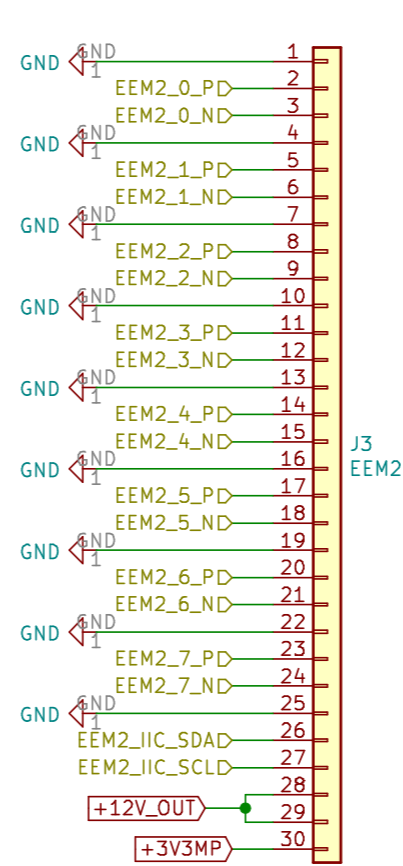 GND GND 1 1
EEM2_0_P 2
EEM2_0_N 3
GND GND 1 4
EEM2_1_P 5
EEM2_1_N 6
GND GND 1 7
EEM2_2_P 8
EEM2_2_N 9
GND GND 1 10
EEM2_3_P 11
EEM2_3_N 12
GND GND 1 13
EEM2_4_P 14
EEM2_4_N 15
J3
GND GND 1 16
EEM2
EEM2_5_P 17
EEM2_5_N 18
GND GND 1 19
EEM2_6_P 20
EEM2_6_N 21
GND GND 1 22
EEM2_7_P 23
EEM2_7_N 24
GND GND 1 25
EEM2_IIC_SDA 26
EEM2_IIC_SCL 27
28
+12V_OUT
29
+3V3MP 30